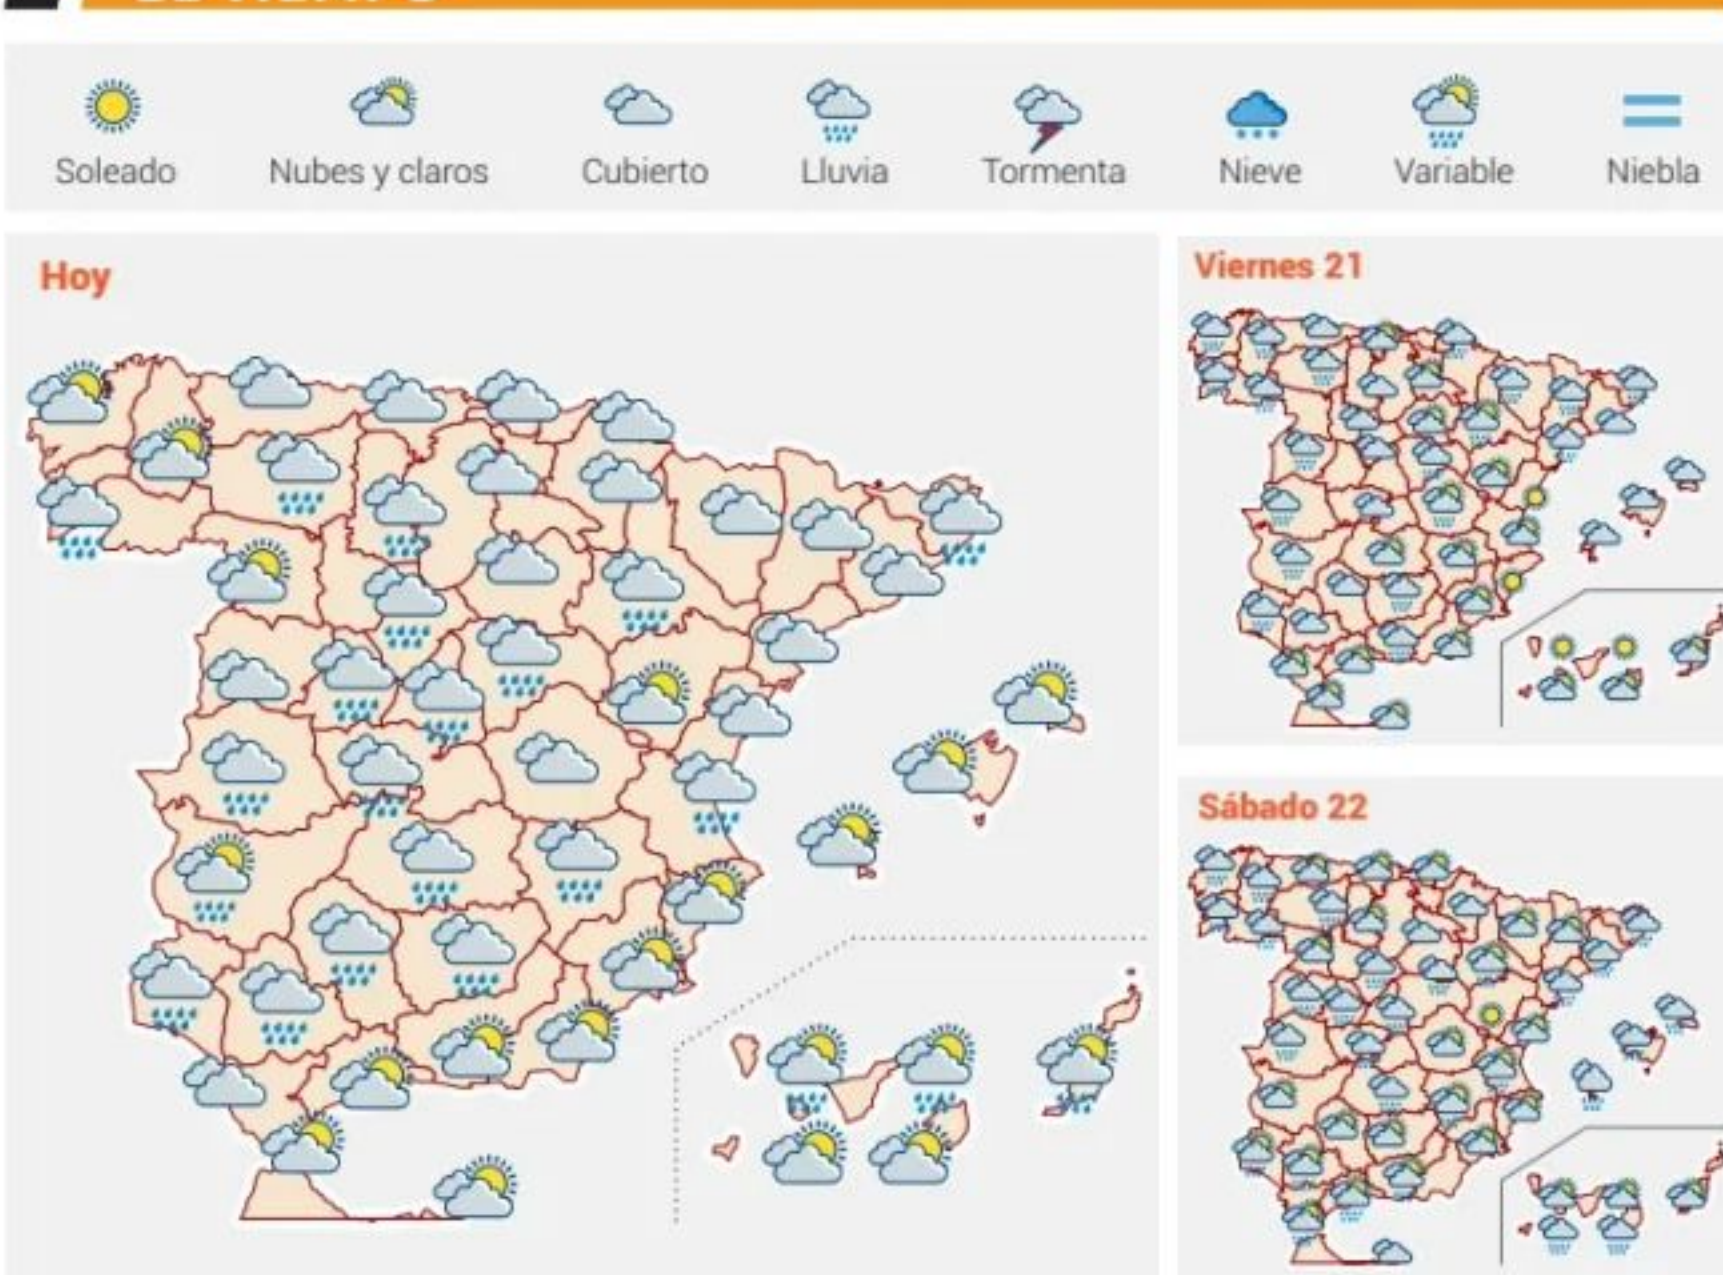 Soleado
Nubes y claros
Cubierto
Lluvia
Tormenta
Nieve
Variable
Niebla
Hoy
Viernes 21
Sábado 22